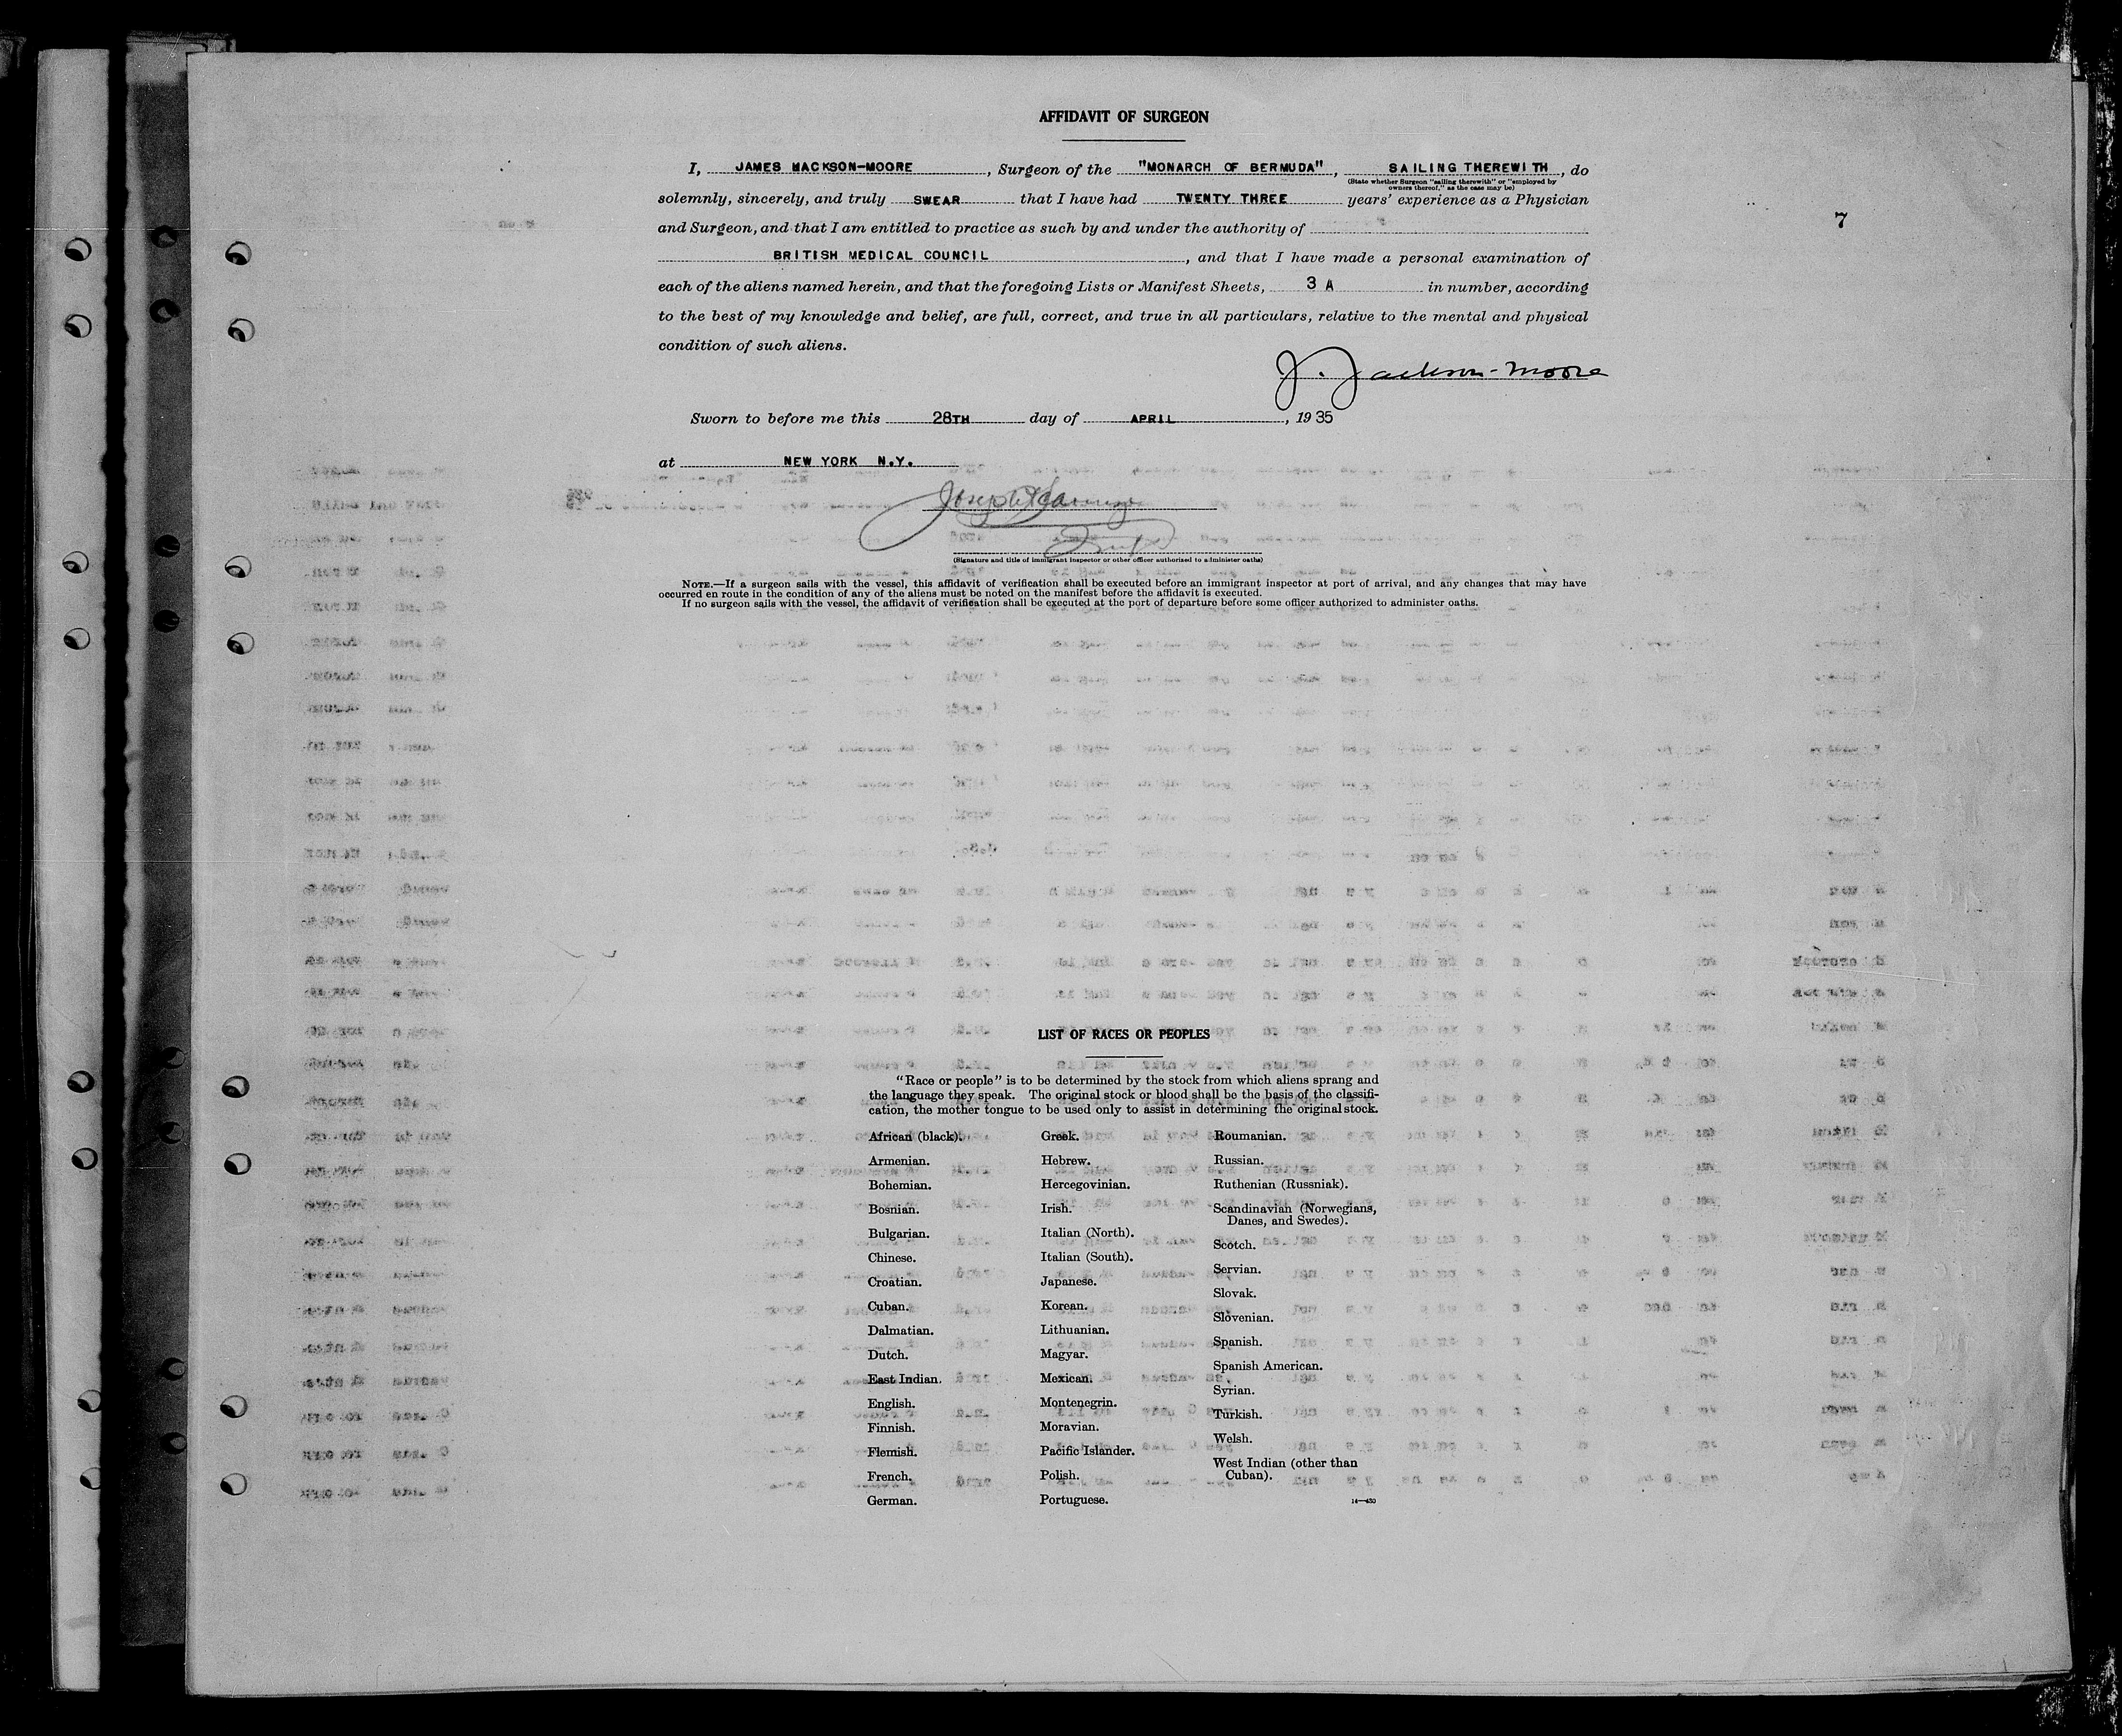 AFFIDAVIT OF SURGEON
I, JAMES MACKSON-MOORE, Surgeon of the "MONARCH OF BERMUDA", SAILING THEREWITH, do
(State whether Surgeon "sailing therewith" or "employed by
owners thereof," as the case may be)
solemnly, sincerely, and truly SWEAR that I have had TWENTY THREE years' experience as a Physician
7
and Surgeon, and that I am entitled to practice as such by and under the authority of
BRITISH MEDICAL COUNCIL, and that I have made a personal examination of
each of the aliens named herein, and that the foregoing Lists or Manifest Sheets, 3 A in number, according
to the best of my knowledge and belief, are full, correct, and true in all particulars, relative to the mental and physical
condition of such aliens.
J. Jackson-Moore
Sworn to before me this 28TH day of APRIL, 1935
at NEW YORK N.Y.
Joseph
(Signature and title of immigrant inspector or other officer authorized to administer oaths)
NOTE.—If a surgeon sails with the vessel, this affidavit of verification shall be executed before an immigrant inspector at port of arrival, and any changes that may have
occurred en route in the condition of any of the aliens must be noted on the manifest before the affidavit is executed.
If no surgeon sails with the vessel, the affidavit of verification shall be executed at the port of departure before some officer authorized to administer oaths.
LIST OF RACES OR PEOPLES
"Race or people" is to be determined by the stock from which aliens sprang and
the language they speak. The original stock or blood shall be the basis of the classifi-
cation, the mother tongue to be used only to assist in determining the original stock.
African (black).
Armenian.
Bohemian.
Bosnian.
Bulgarian.
Chinese.
Croatian.
Cuban.
Dalmatian.
Dutch.
East Indian.
English.
Finnish.
Flemish.
French.
German.
Greek.
Hebrew.
Hercegovinian.
Irish.
Italian (North).
Italian (South).
Japanese.
Korean.
Lithuanian.
Magyar.
Mexican.
Montenegrin.
Moravian.
Pacific Islander.
Polish.
Portuguese.
Roumanian.
Russian.
Ruthenian (Russniak).
Scandinavian (Norwegians,
Danes, and Swedes).
Scotch.
Servian.
Slovak.
Slovenian.
Spanish.
Spanish American.
Syrian.
Turkish.
Welsh.
West Indian (other than
Cuban).
14—430